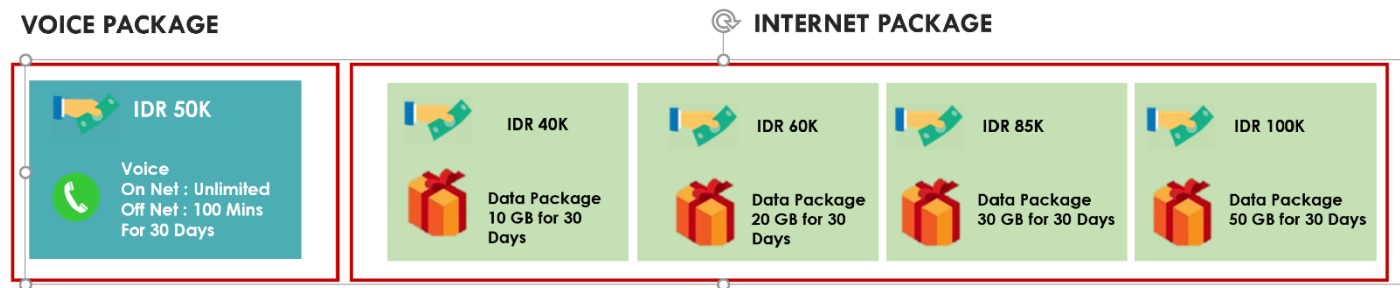 VOICE PACKAGE
INTERNET PACKAGE
IDR 50K
Voice
On Net : Unlimited
Off Net : 100 Mins
For 30 Days
IDR 40K
Data Package
10 GB for 30
Days
IDR 60K
Data Package
20 GB for 30
Days
IDR 85K
Data Package
30 GB for 30 Days
IDR 100K
Data Package
50 GB for 30 Days